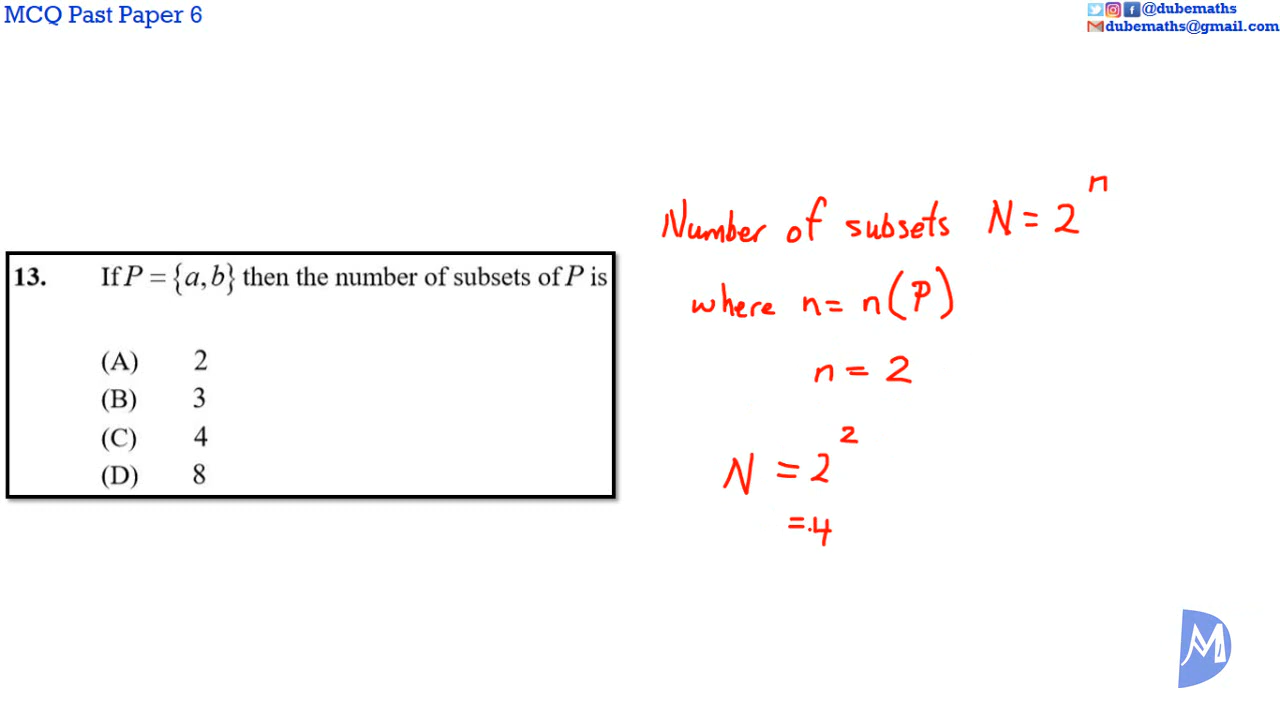 MCQ Past Paper 6
@dubemaths
dubemaths@gmail.com
13. If P = {a, b} then the number of subsets of P is
(A) 2
(B) 3
(C) 4
(D) 8
Number of subsets N = 2^n
where n = n(P)
n = 2
N = 2^2
= 4
M